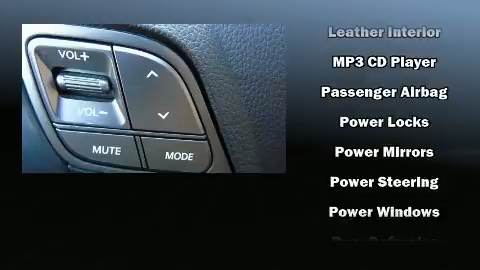 VOL+
VOL-
MUTE
MODE
Leather Interior
MP3 CD Player
Passenger Airbag
Power Locks
Power Mirrors
Power Steering
Power Windows